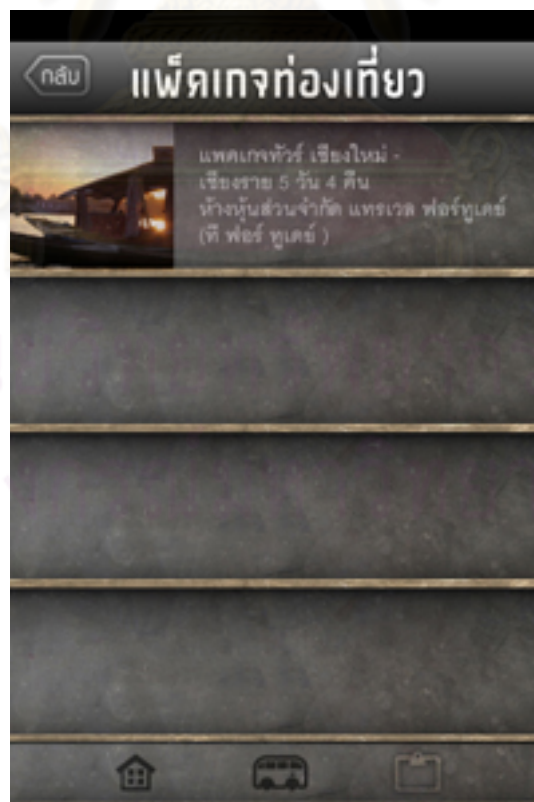 กลับ
แพ็คเกจท่องเที่ยว
แพคเกจทัวร์ เชียงใหม่ -
เชียงราย 5 วัน 4 คืน
ห้างหุ้นส่วนจำกัด แทรเวล ฟอร์ทูเดย์
(ที ฟอร์ ทูเดย์ )